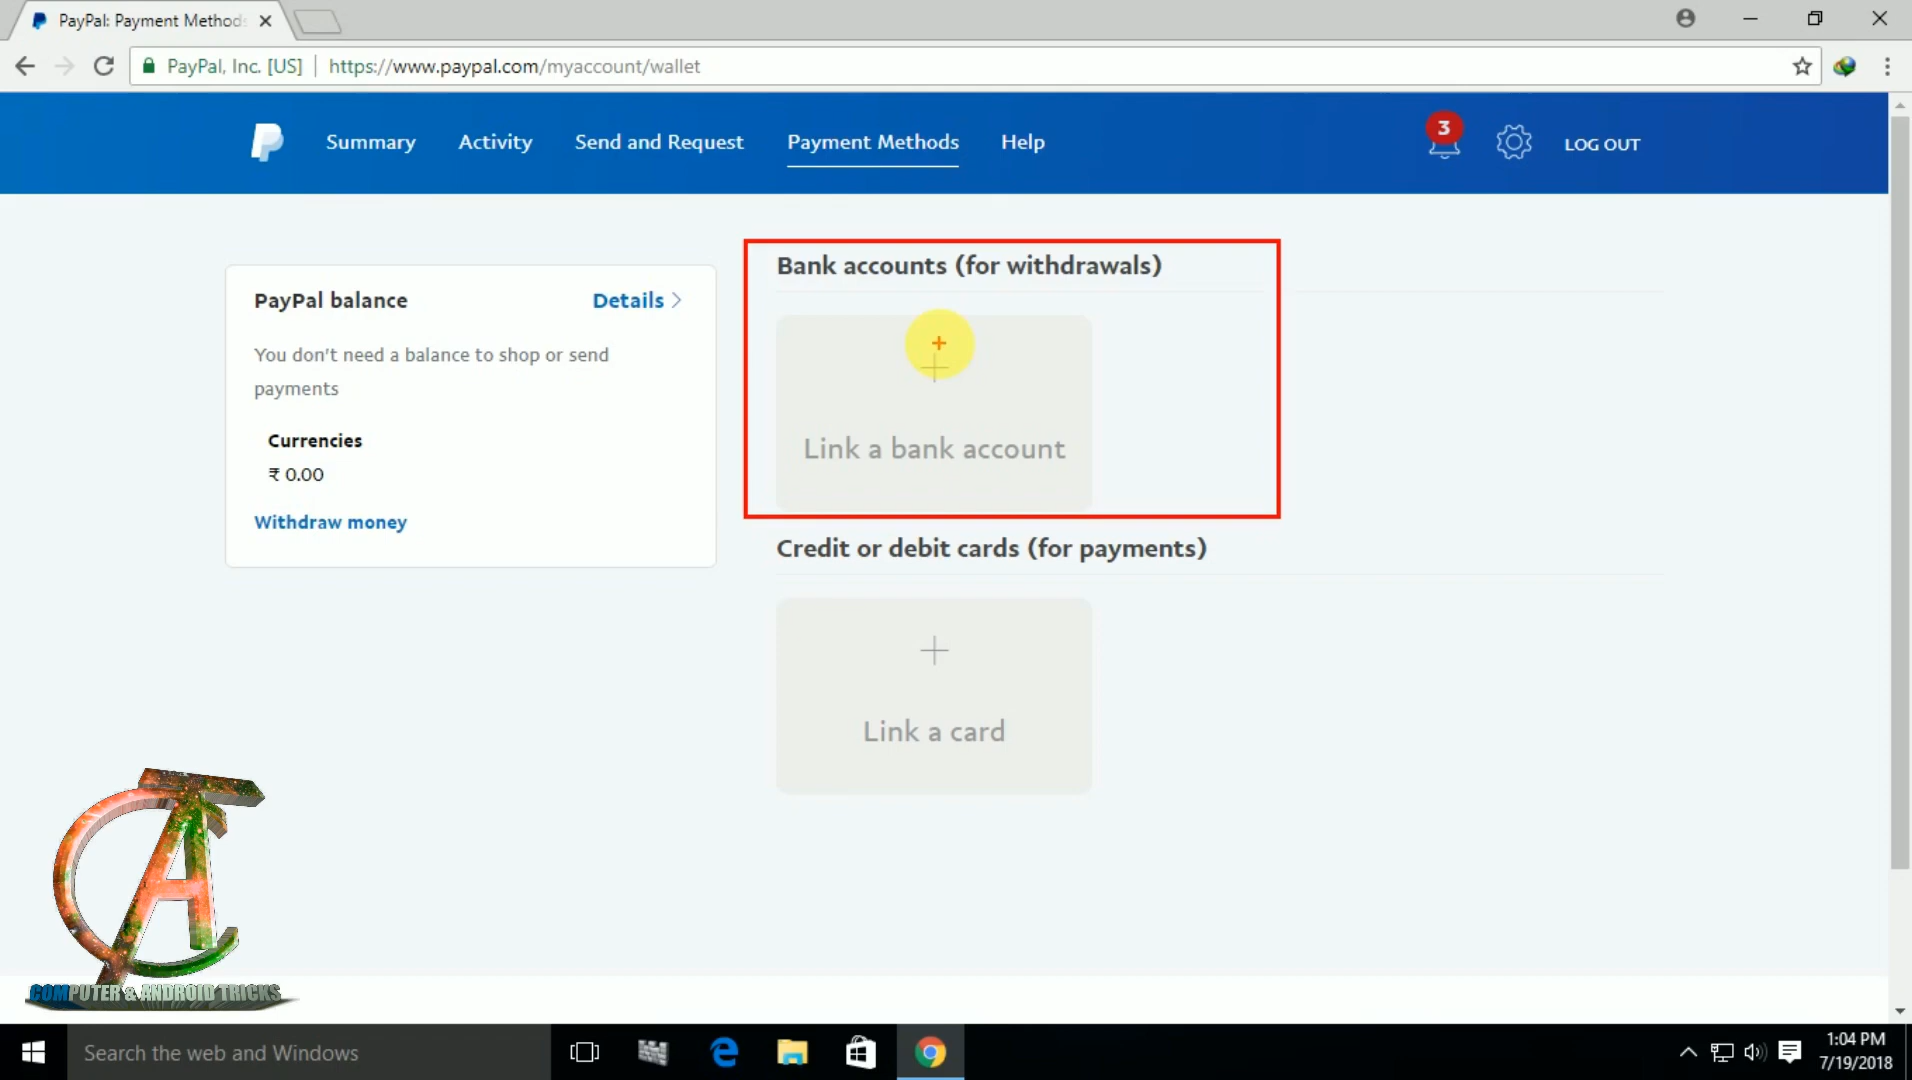 PayPal: Payment Methods
PayPal, Inc. [US] https://www.paypal.com/myaccount/wallet
Summary Activity Send and Request Payment Methods Help 3 LOG OUT
PayPal balance Details
You don't need a balance to shop or send
payments
Currencies
₹ 0.00
Withdraw money
Bank accounts (for withdrawals)
Link a bank account
Credit or debit cards (for payments)
Link a card
COMPUTER & ANDROID TRICKS
Search the web and Windows
1:04 PM
7/19/2018